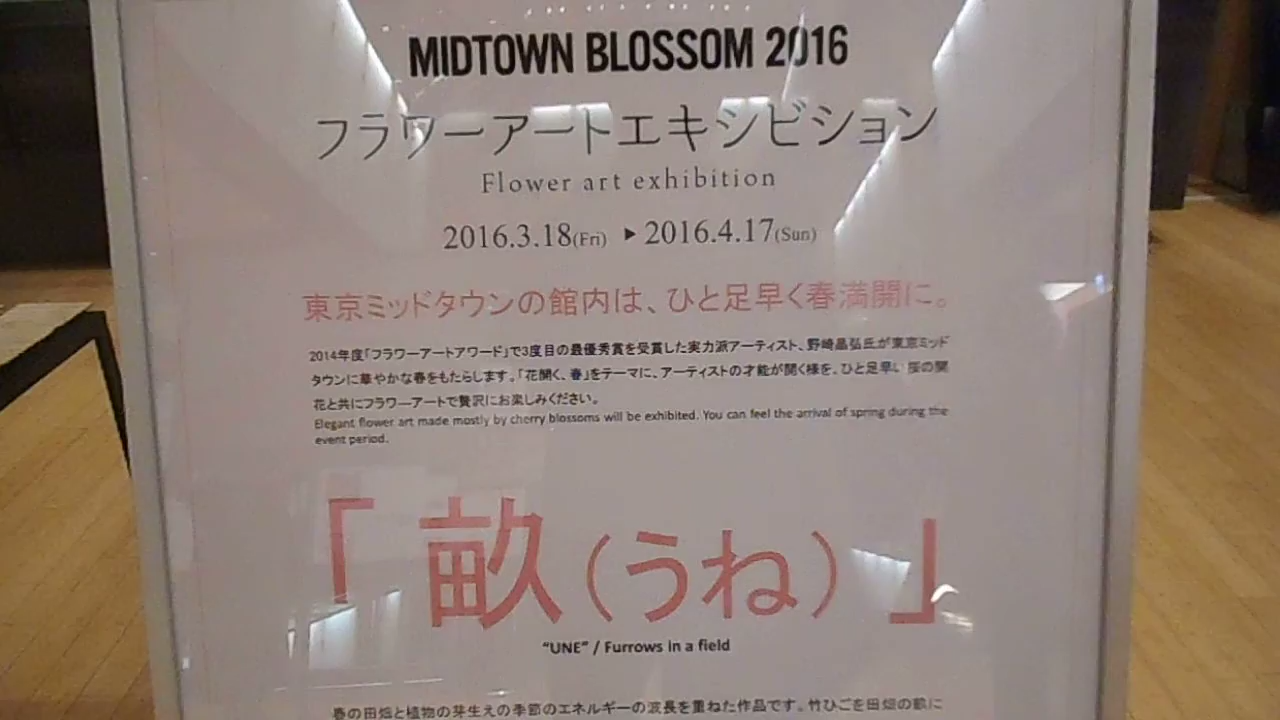 MIDTOWN BLOSSOM 2016
フラワーアートエキシビション
Flower art exhibition
2016.3.18(Fri) ▶ 2016.4.17(Sun)
東京ミッドタウンの館内は、ひと足早く春満開に。
2014年度「フラワーアートアワード」で3度目の最優秀賞を受賞した実力派アーティスト、野崎晶弘氏が東京ミッド
タウンに華やかな春をもたらします。「花開く、春」をテーマに、アーティストの才能が開く様を、ひと足早い桜の開
花と共にフラワーアートで贅沢にお楽しみください。
Elegant flower art made mostly by cherry blossoms will be exhibited. You can feel the arrival of spring during the
event period.
「 畝（うね） 」
“UNE” / Furrows in a field
春の田畑と植物の芽生えの季節のエネルギーの波長を重ねた作品です。竹ひごを田畑の畝に